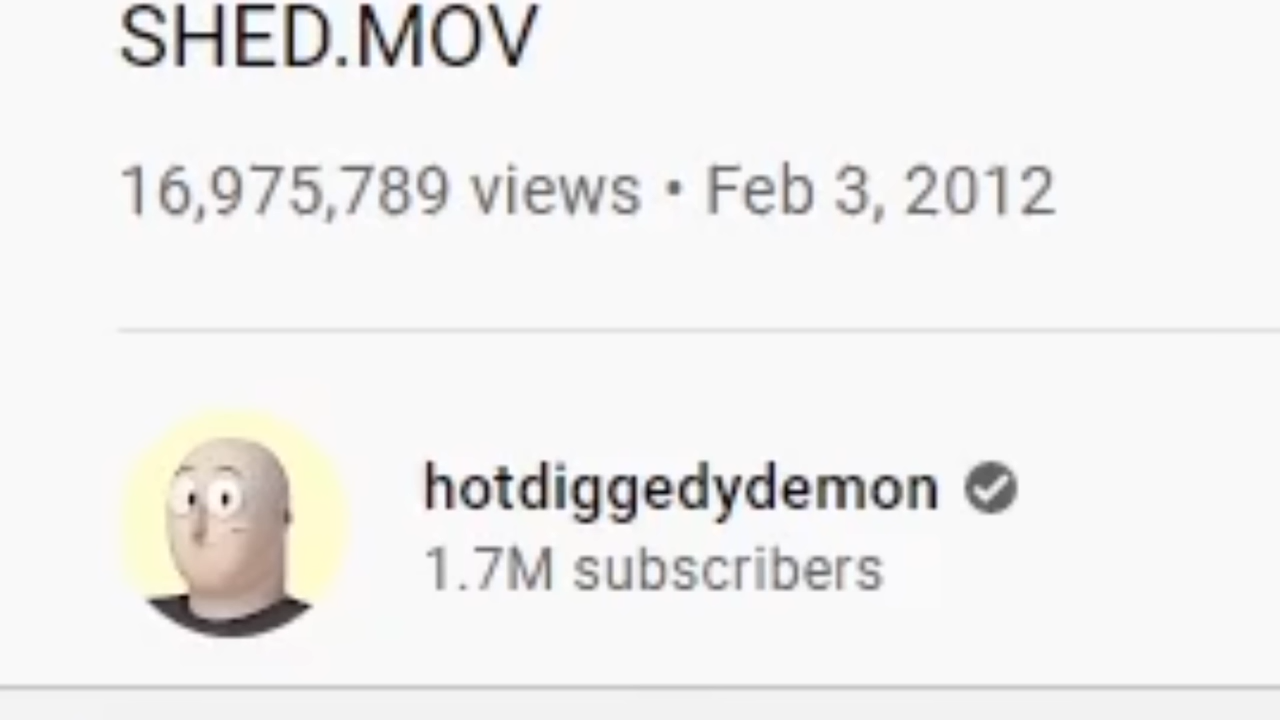 SHED.MOV
16,975,789 views • Feb 3, 2012
hotdiggedydemon
1.7M subscribers